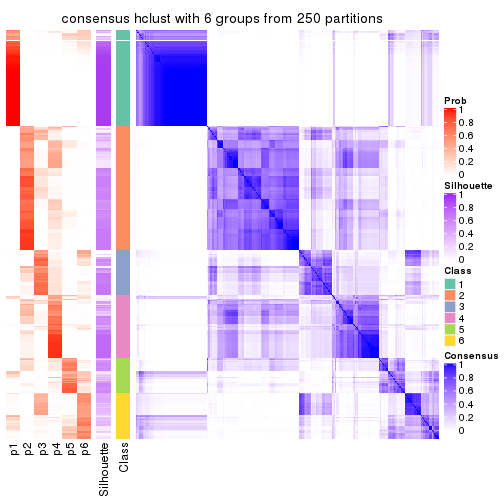 consensus hclust with 6 groups from 250 partitions
Prob
1
0.8
0.6
0.4
0.2
0
Silhouette
1
0.8
0.6
0.4
0.2
0
Class
1
2
3
4
5
6
Consensus
1
0.8
0.6
0.4
0.2
0
p1
p2
p3
p4
p5
p6
Silhouette
Class